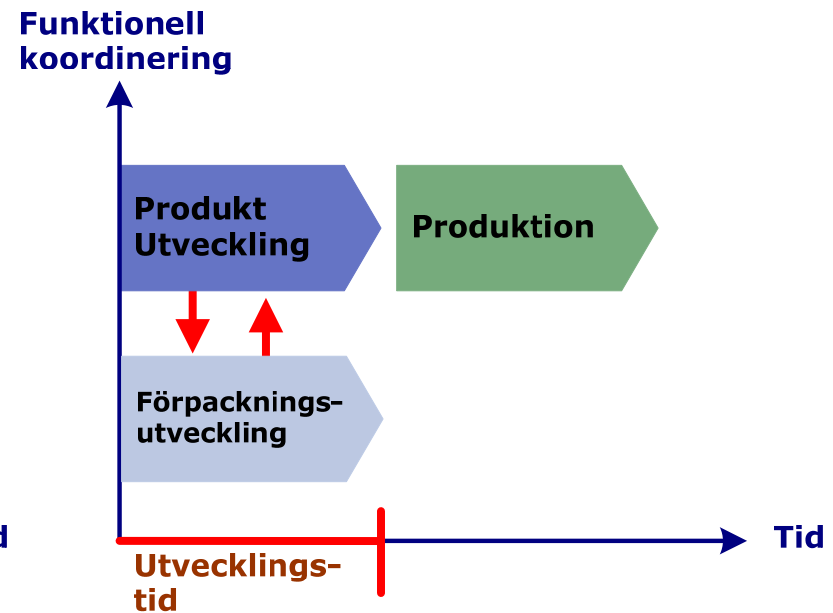 Funktionell
koordinering
Produkt
Utveckling
Produktion
Förpacknings-
utveckling
d
Tid
Utvecklings-
tid